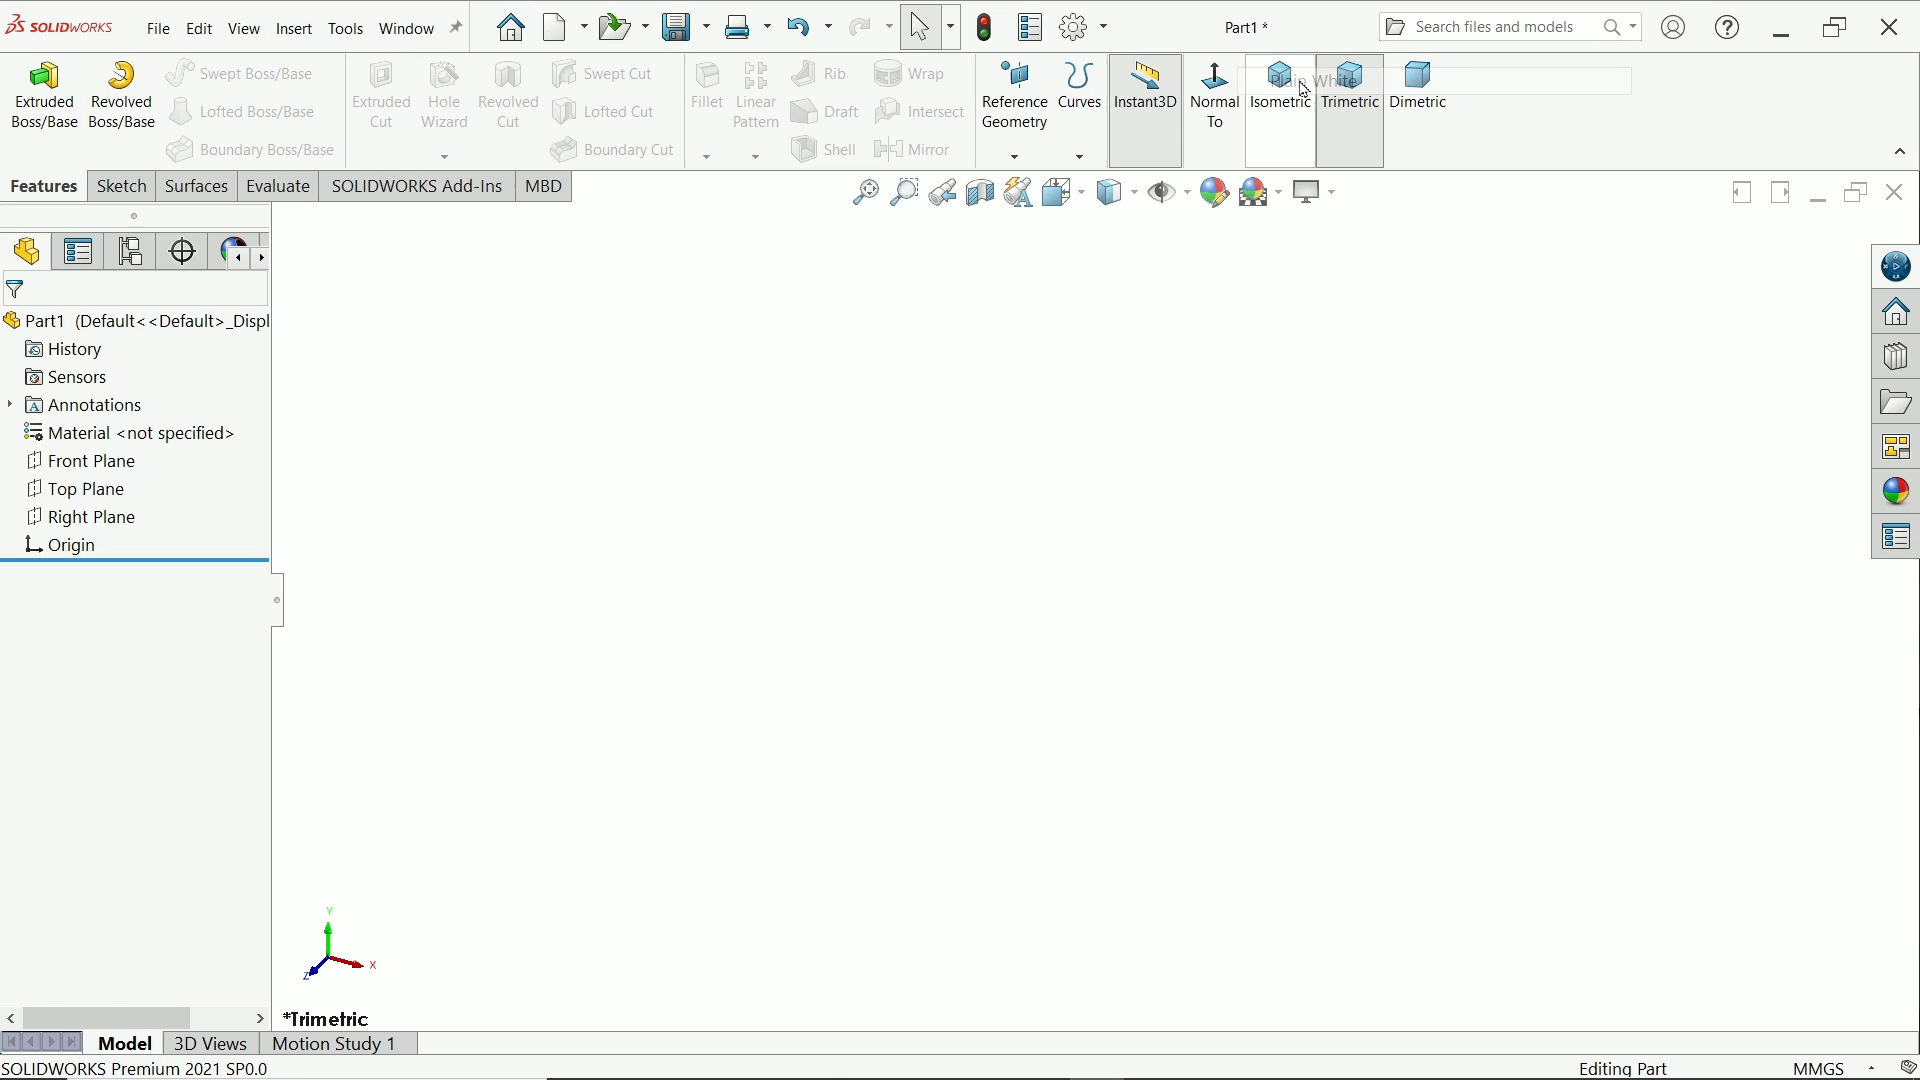 SOLIDWORKS File Edit View Insert Tools Window Part1 * Search files and models
Extruded Boss/Base
Revolved Boss/Base
Swept Boss/Base
Lofted Boss/Base
Boundary Boss/Base
Extruded Cut
Hole Wizard
Revolved Cut
Swept Cut
Lofted Cut
Boundary Cut
Fillet
Linear Pattern
Rib
Draft
Shell
Wrap
Intersect
Mirror
Reference Geometry
Curves
Instant3D
Normal To
Plain White
Isometric
Trimetric
Dimetric
Features Sketch Surfaces Evaluate SOLIDWORKS Add-Ins MBD
Part1 (Default<<Default>_Displ
History
Sensors
Annotations
Material <not specified>
Front Plane
Top Plane
Right Plane
Origin
Y
X
Z
*Trimetric
Model 3D Views Motion Study 1
SOLIDWORKS Premium 2021 SP0.0 Editing Part MMGS